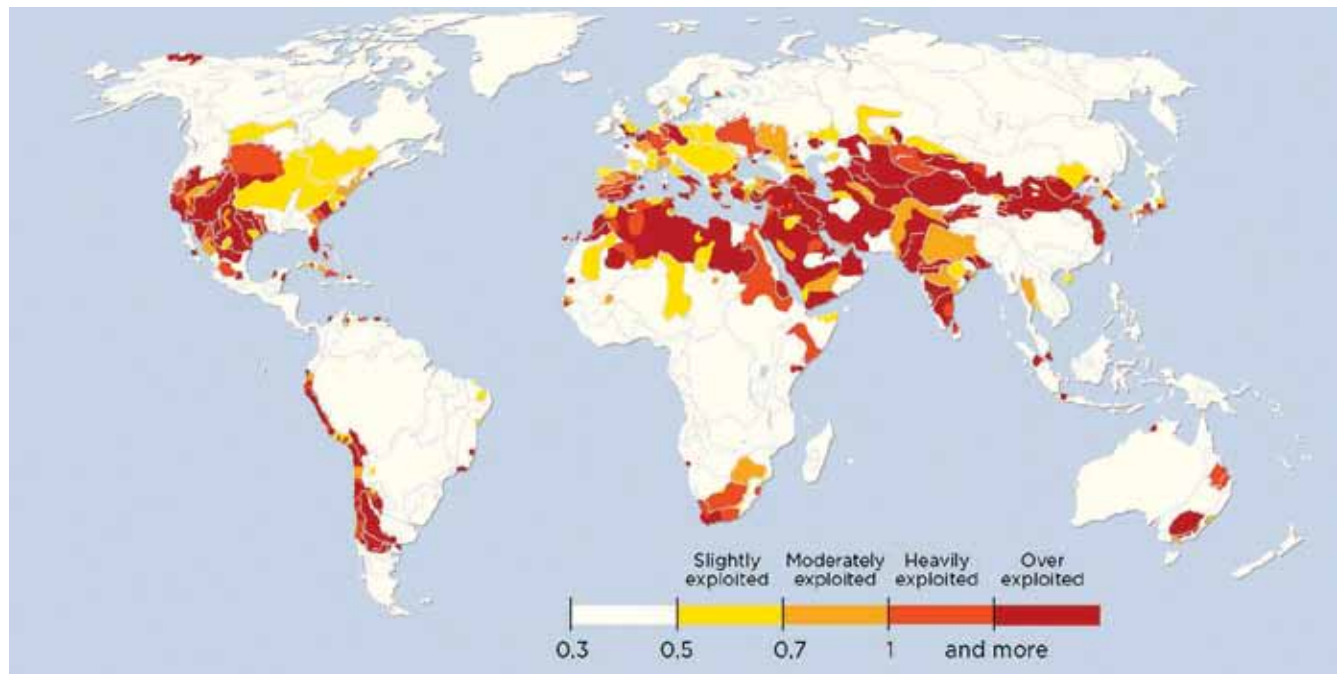 Slightly Moderately Heavily Over
exploited exploited exploited exploited
0.3 0.5 0.7 1 and more